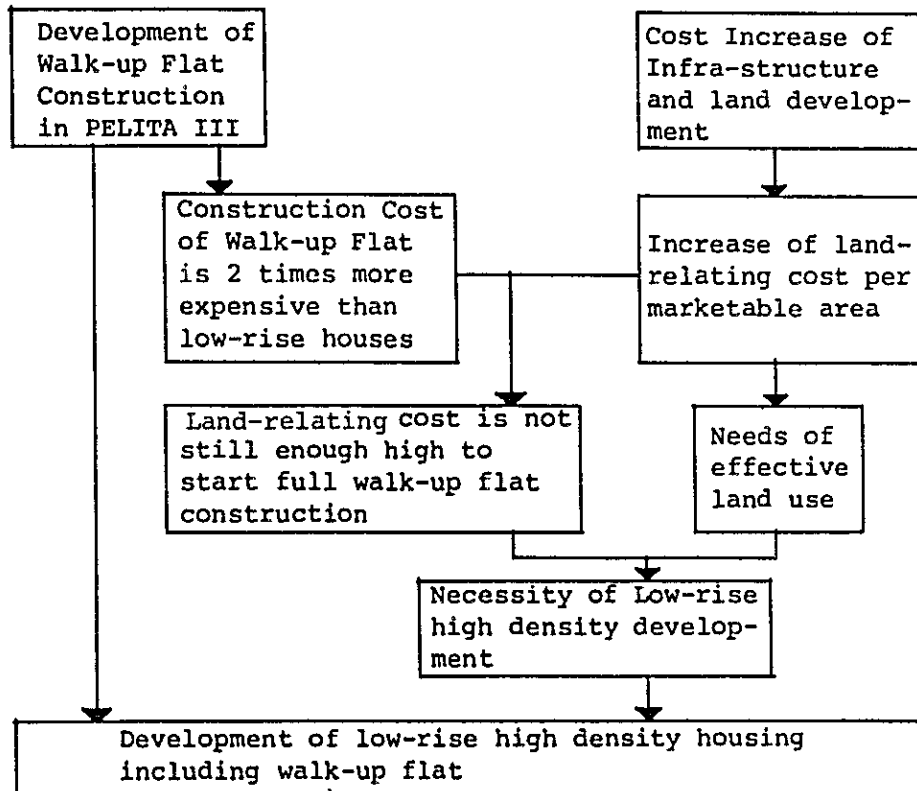 Development of
Walk-up Flat
Construction
in PELITA III
Cost Increase of
Infra-structure
and land develop-
ment
Construction Cost
of Walk-up Flat
is 2 times more
expensive than
low-rise houses
Increase of land-
relating cost per
marketable area
Land-relating cost is not
still enough high to
start full walk-up flat
construction
Needs of
effective
land use
Necessity of Low-rise
high density develop-
ment
Development of low-rise high density housing
including walk-up flat